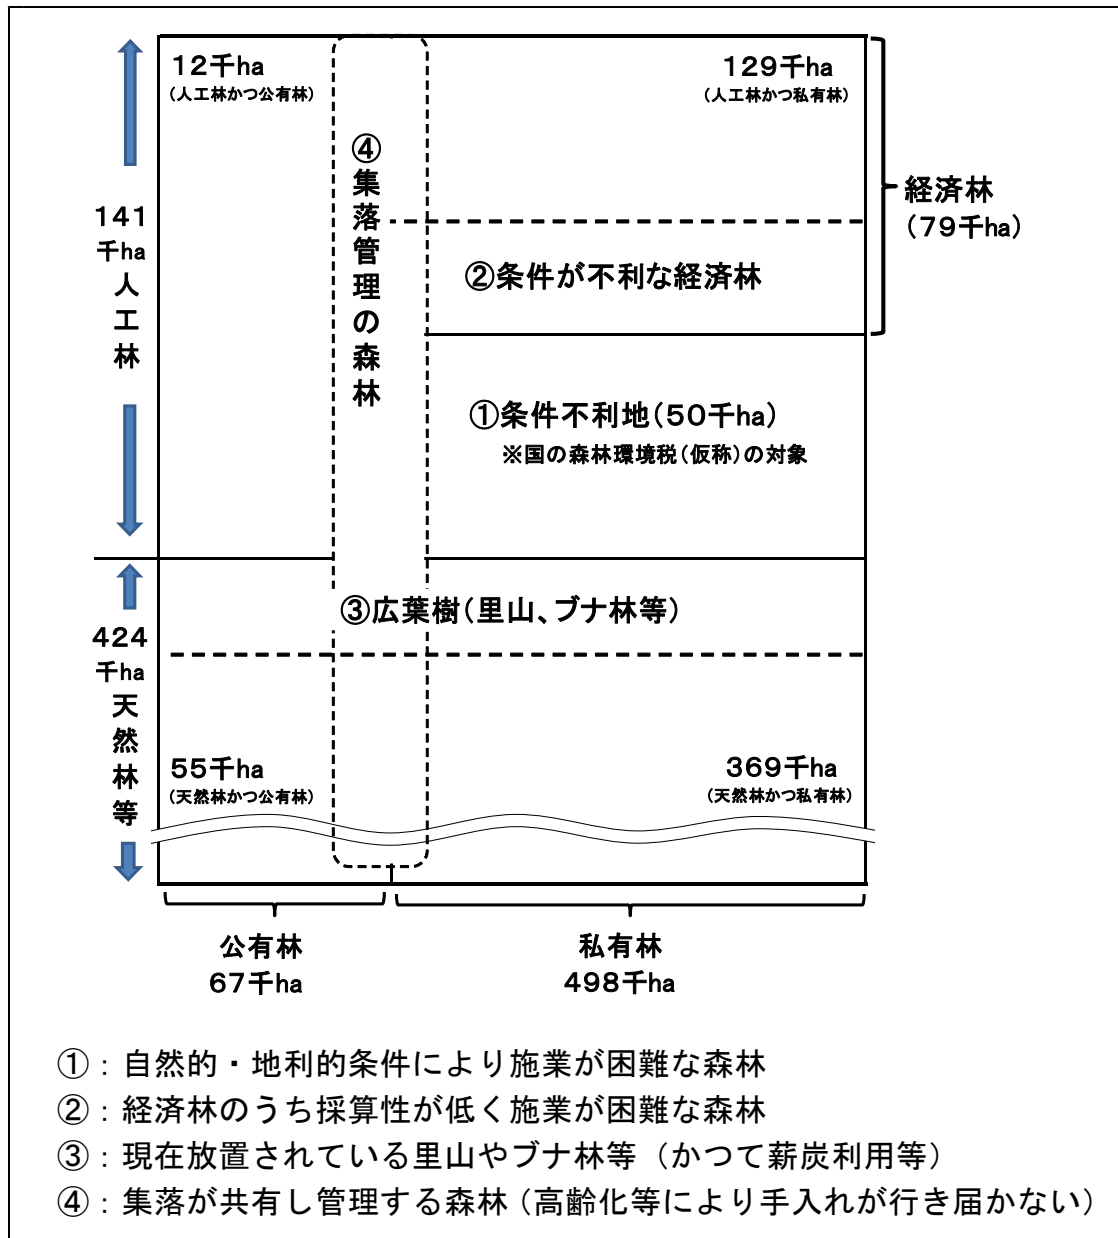 12千ha
(人工林かつ公有林)
129千ha
(人工林かつ私有林)
④集落管理の森林
経済林
(79千ha)
141
千ha
人工林
②条件が不利な経済林
①条件不利地(50千ha)
※国の森林環境税(仮称)の対象
③広葉樹(里山、ブナ林等)
424
千ha
天然林等
55千ha
(天然林かつ公有林)
369千ha
(天然林かつ私有林)
公有林
67千ha
私有林
498千ha
①：自然的・地利的条件により施業が困難な森林
②：経済林のうち採算性が低く施業が困難な森林
③：現在放置されている里山やブナ林等（かつて薪炭利用等）
④：集落が共有し管理する森林（高齢化等により手入れが行き届かない）